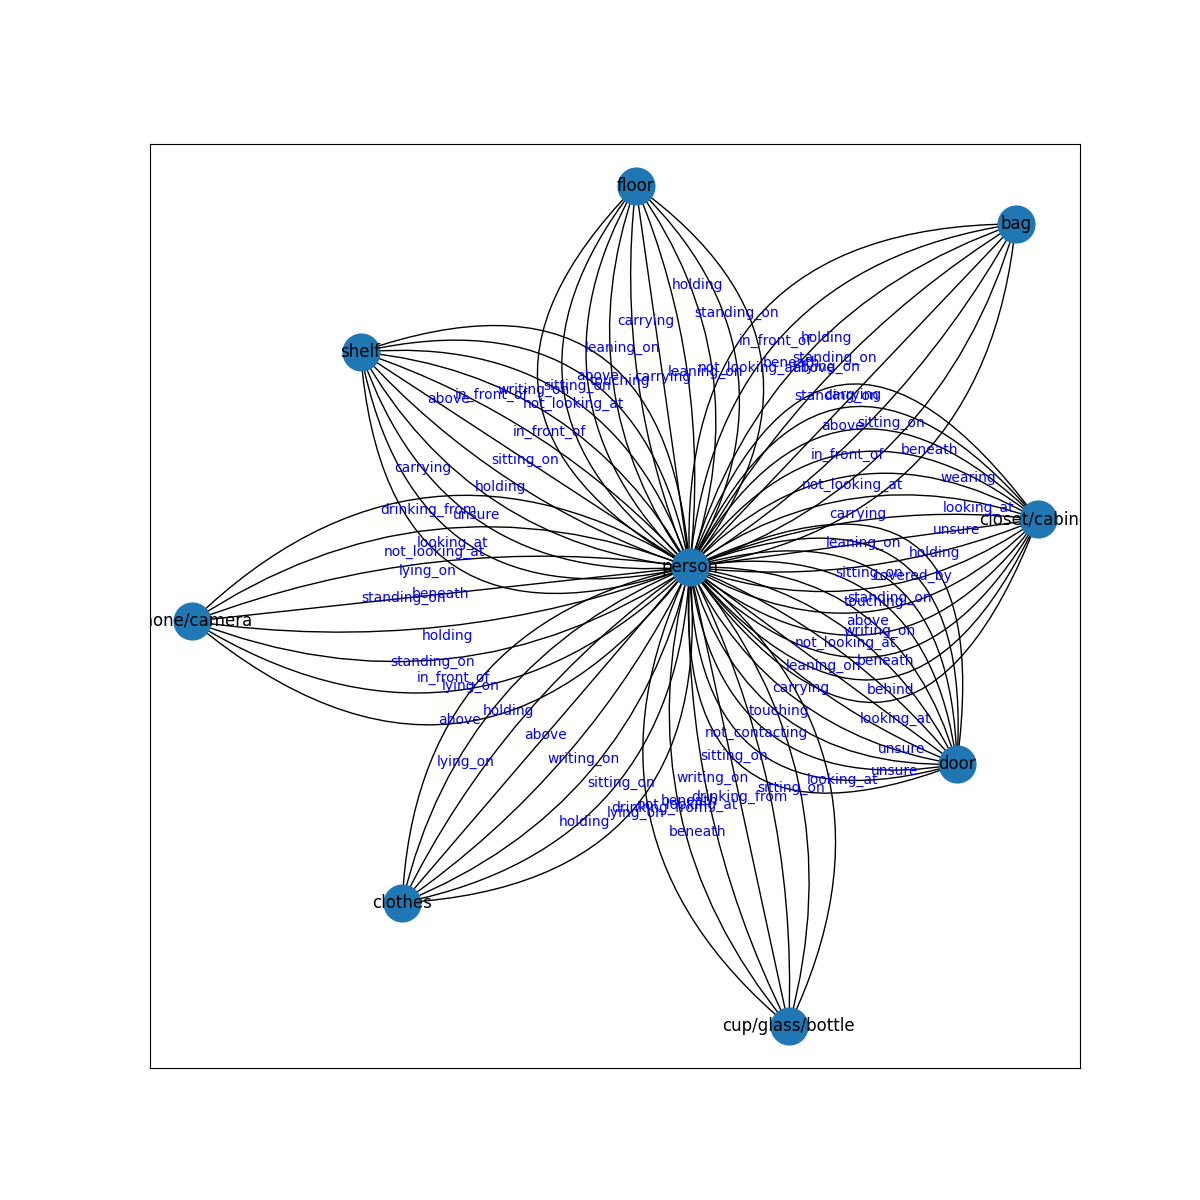 floor
bag
holding
standing_on
carrying
in_front_of
holding
leaning_on
shelf
standing_on
beneath
not_looking_at
above
lying_on
leaning_on
above
carrying
touching
sitting_on
writing_on
in_front_of
above
not_looking_at
standing_on
carrying
sitting_on
above
in_front_of
beneath
in_front_of
sitting_on
carrying
wearing
holding
not_looking_at
looking_at
drinking_from
unsure
carrying
closet/cabin
unsure
looking_at
not_looking_at
leaning_on
holding
person
lying_on
sitting_on
covered_by
beneath
standing_on
standing_on
touching
hone/camera
above
writing_on
holding
not_looking_at
standing_on
leaning_on
beneath
in_front_of
lying_on
carrying
behind
holding
touching
above
looking_at
above
not_contacting
unsure
lying_on
writing_on
sitting_on
door
unsure
sitting_on
writing_on
looking_at
sitting_on
drinking_from
beneath
not_looking_at
drinking_from
lying_on
holding
beneath
clothes
cup/glass/bottle